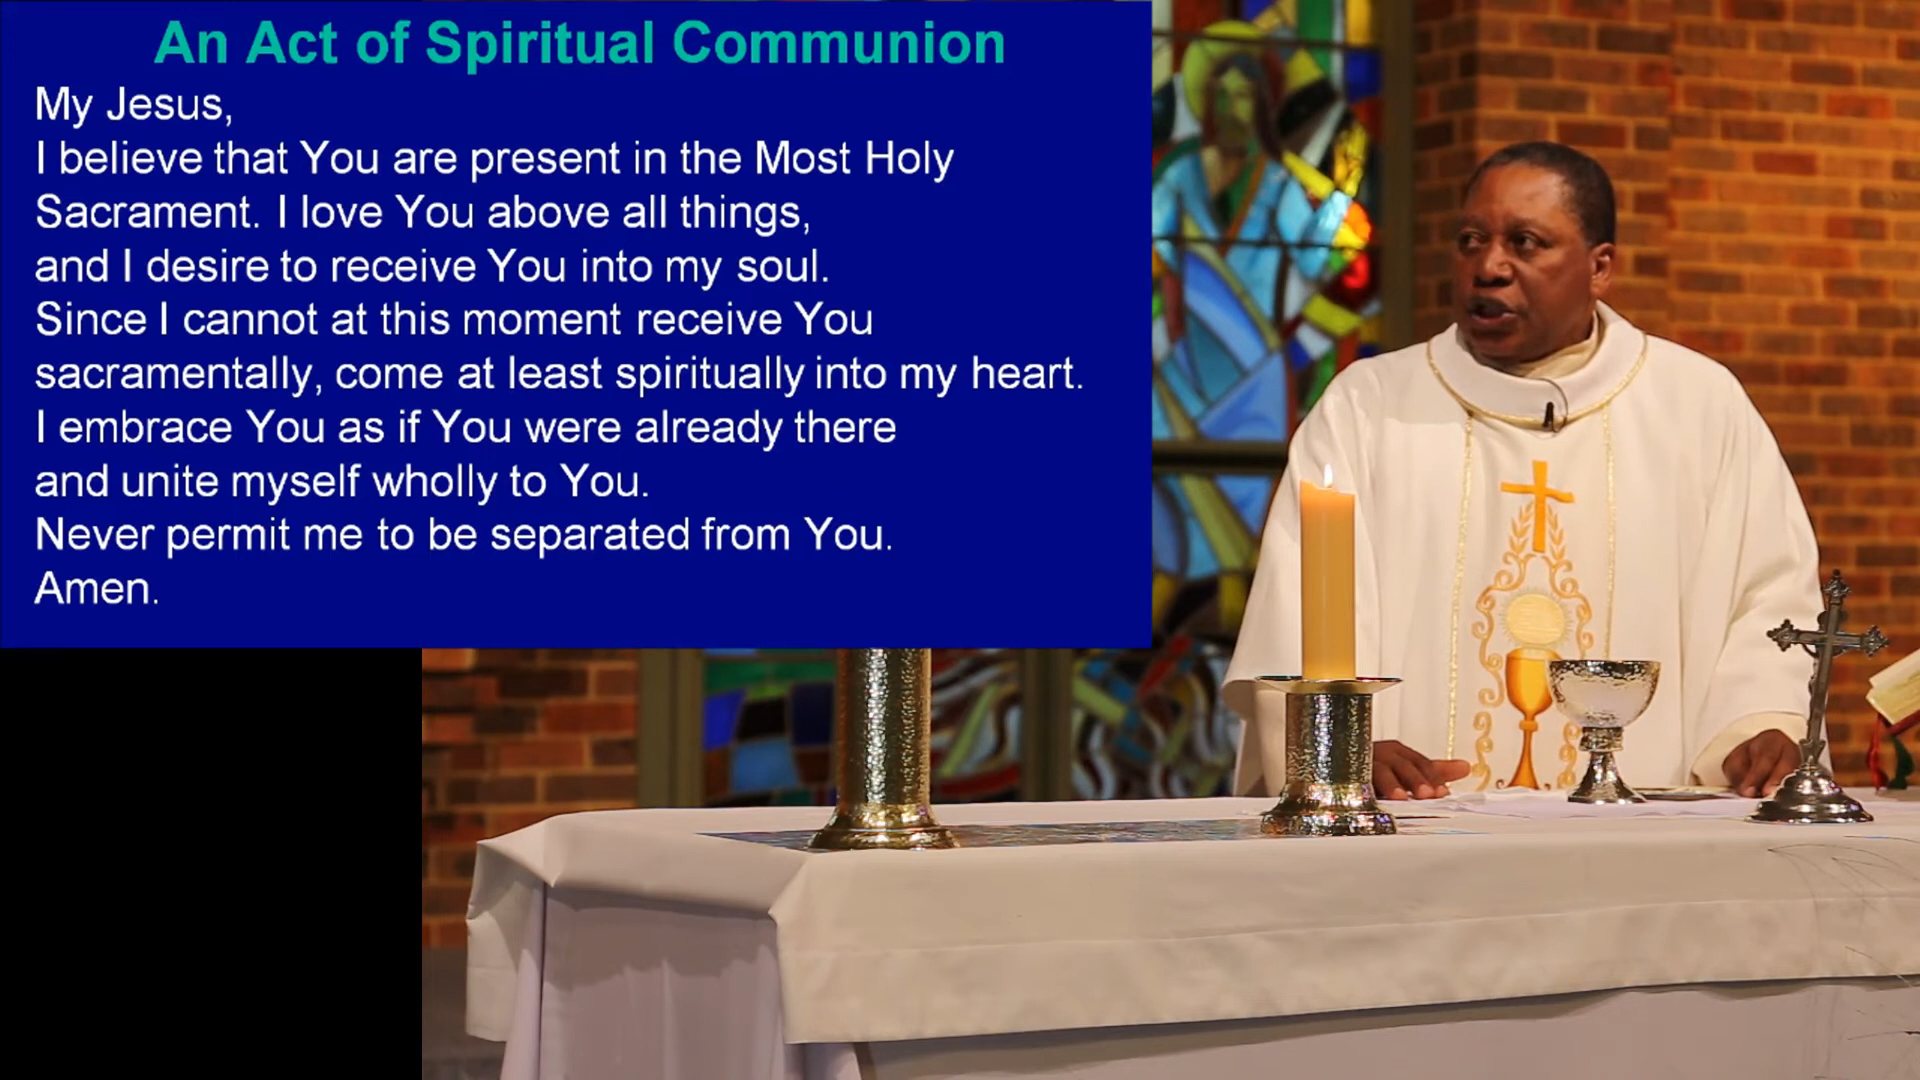 An Act of Spiritual Communion
My Jesus,
I believe that You are present in the Most Holy
Sacrament. I love You above all things,
and I desire to receive You into my soul.
Since I cannot at this moment receive You
sacramentally, come at least spiritually into my heart.
I embrace You as if You were already there
and unite myself wholly to You.
Never permit me to be separated from You.
Amen.